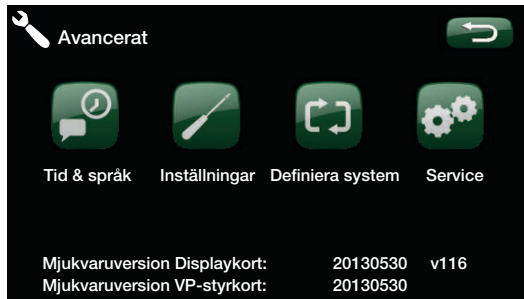 Avancerat
Tid & språk Inställningar Definiera system Service
Mjukvaruversion Displaykort: 20130530 v116
Mjukvaruversion VP-styrkort: 20130530